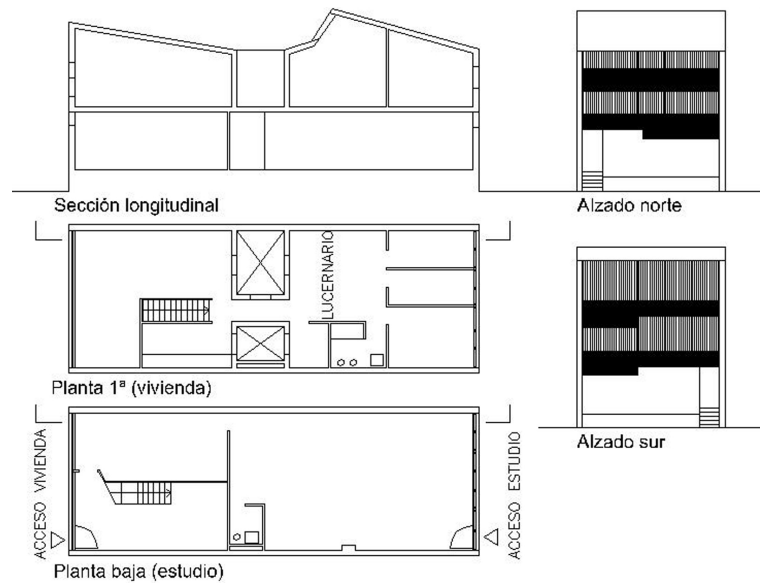 Sección longitudinal
Alzado norte
LUCERNARIO
Planta 1ª (vivienda)
Alzado sur
ACCESO VIVIENDA
ACCESO ESTUDIO
Planta baja (estudio)